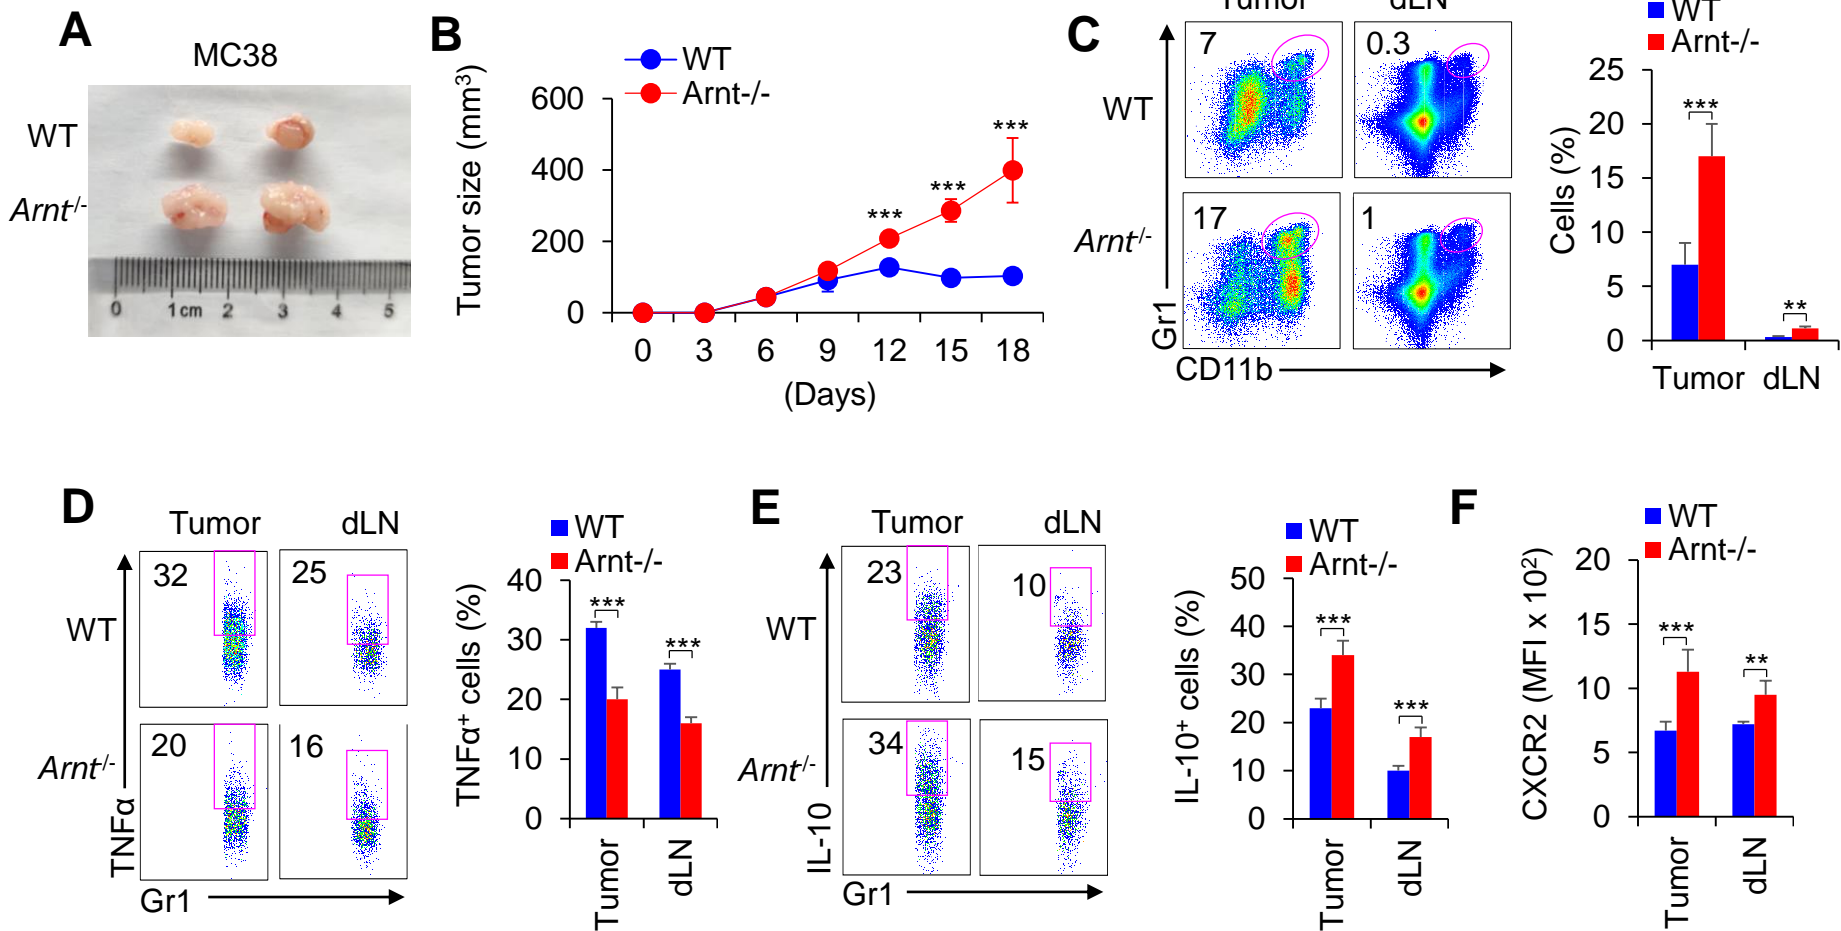 A
MC38
WT
Arnt-/-
0 1 cm 2 3 4 5
B
WT
Arnt-/-
Tumor size (mm3)
600
400
200
0
***
***
***
0 3 6 9 12 15 18
(Days)
C
Tumor dLN
WT
7
0.3
Arnt-/-
17
1
Gr1
CD11b
WT
Arnt-/-
Cells (%)
25
20
15
10
5
0
***
**
Tumor dLN
D
Tumor dLN
WT
32
25
Arnt-/-
20
16
TNFα
Gr1
WT
Arnt-/-
TNFα+ cells (%)
40
30
20
10
0
***
***
Tumor
dLN
E
Tumor dLN
WT
23
10
Arnt-/-
34
15
IL-10
Gr1
WT
Arnt-/-
IL-10+ cells (%)
50
40
30
20
10
0
***
***
Tumor
dLN
F
WT
Arnt-/-
CXCR2 (MFI x 102)
20
15
10
5
0
***
**
Tumor
dLN